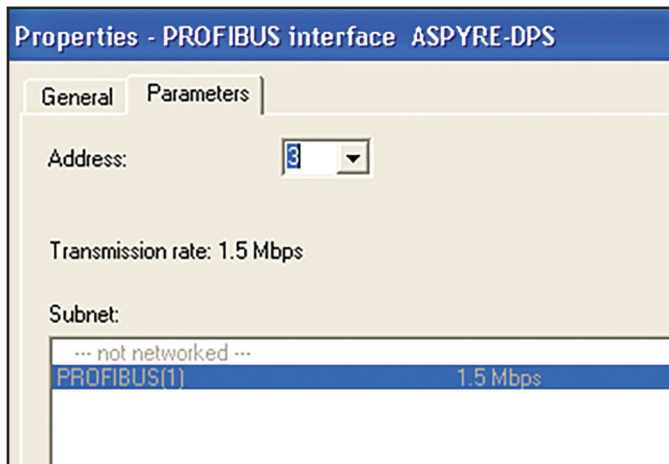 Properties - PROFIBUS interface ASPYRE-DPS
General Parameters
Address: 3
Transmission rate: 1.5 Mbps
Subnet:
--- not networked ---
PROFIBUS(1) 1.5 Mbps